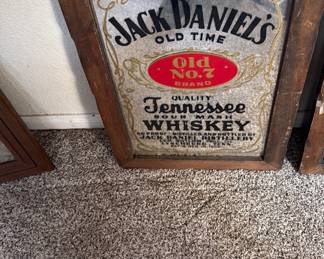 JACK DANIEL'S
OLD TIME
Old
No.7
BRAND
QUALITY
Tennessee
SOUR MASH
WHISKEY
JACK DANIEL DISTILLERY